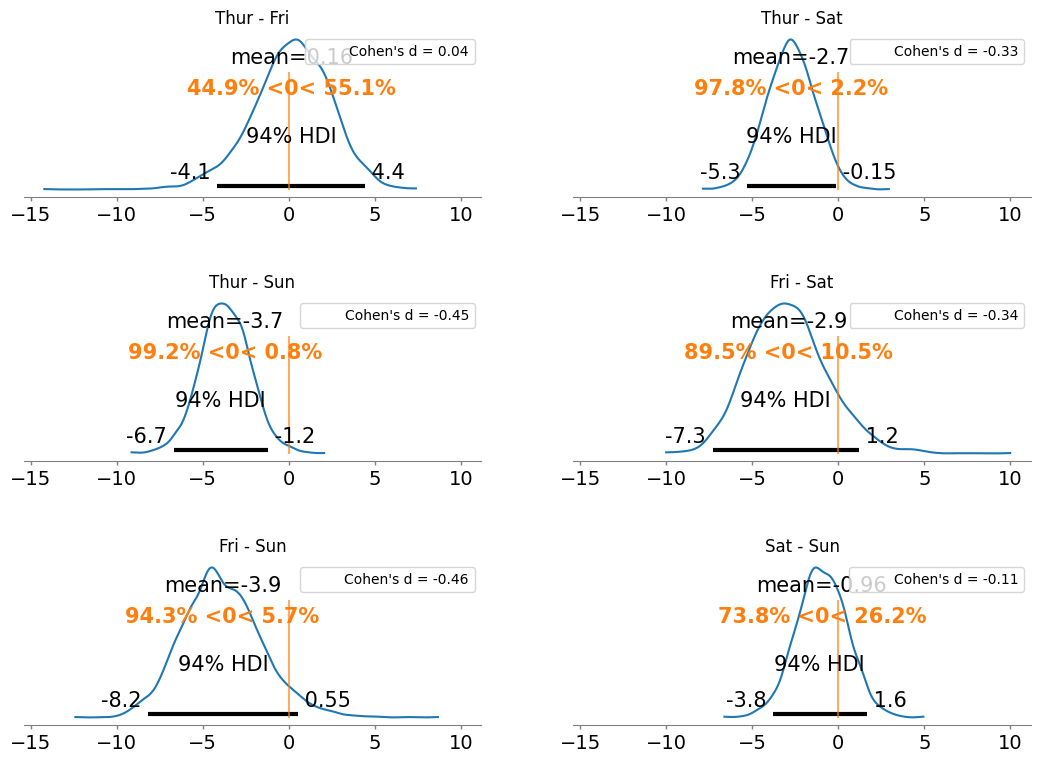 Thur - Fri
mean=0.16
Cohen's d = 0.04
44.9% <0< 55.1%
94% HDI
-4.1
4.4
−15 −10 −5 0 5 10
Thur - Sat
mean=-2.7
Cohen's d = -0.33
97.8% <0< 2.2%
94% HDI
-5.3
-0.15
−15 −10 −5 0 5 10
Thur - Sun
mean=-3.7
Cohen's d = -0.45
99.2% <0< 0.8%
94% HDI
-6.7
-1.2
−15 −10 −5 0 5 10
Fri - Sat
mean=-2.9
Cohen's d = -0.34
89.5% <0< 10.5%
94% HDI
-7.3
1.2
−15 −10 −5 0 5 10
Fri - Sun
mean=-3.9
Cohen's d = -0.46
94.3% <0< 5.7%
94% HDI
-8.2
0.55
−15 −10 −5 0 5 10
Sat - Sun
mean=-0.96
Cohen's d = -0.11
73.8% <0< 26.2%
94% HDI
-3.8
1.6
−15 −10 −5 0 5 10